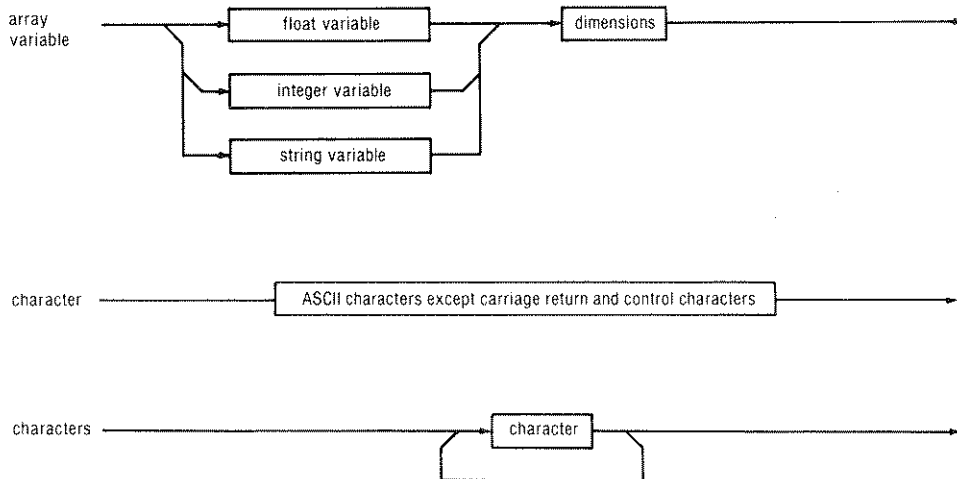 array
variable
float variable
dimensions
integer variable
string variable
character
ASCII characters except carriage return and control characters
characters
character